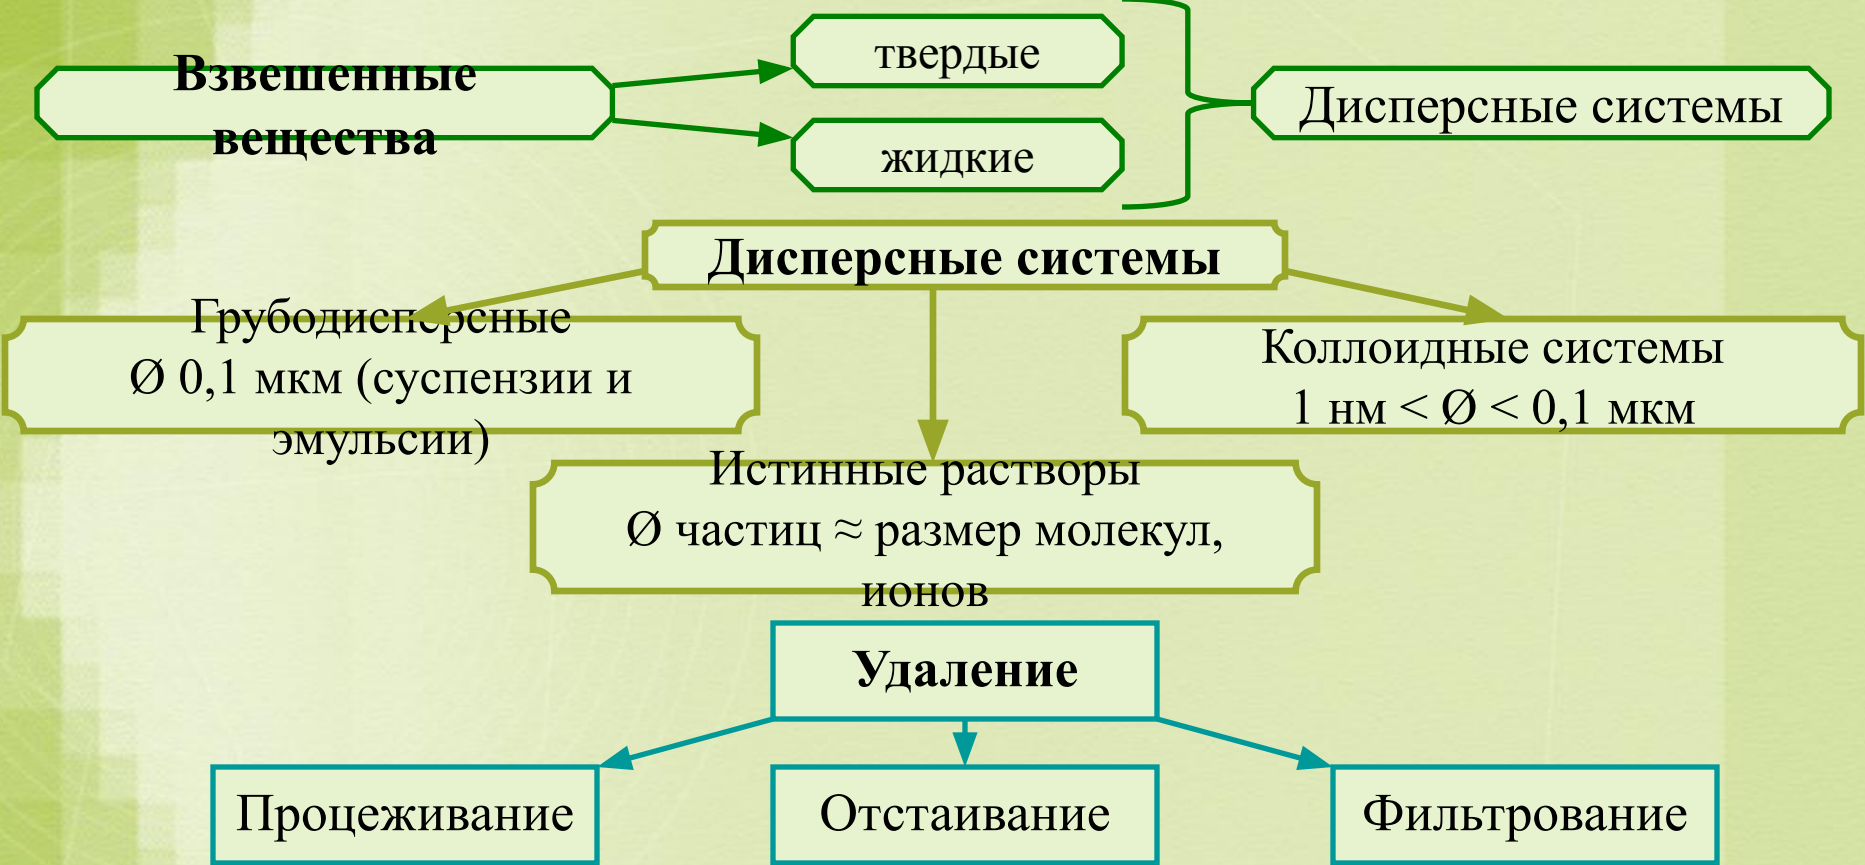 Взвешенные
вещества
твердые
жидкие
Дисперсные системы
Дисперсные системы
Грубодисперсные
Ø 0,1 мкм (суспензии и
эмульсии)
Коллоидные системы
1 нм < Ø < 0,1 мкм
Истинные растворы
Ø частиц ≈ размер молекул,
ионов
Удаление
Процеживание
Отстаивание
Фильтрование